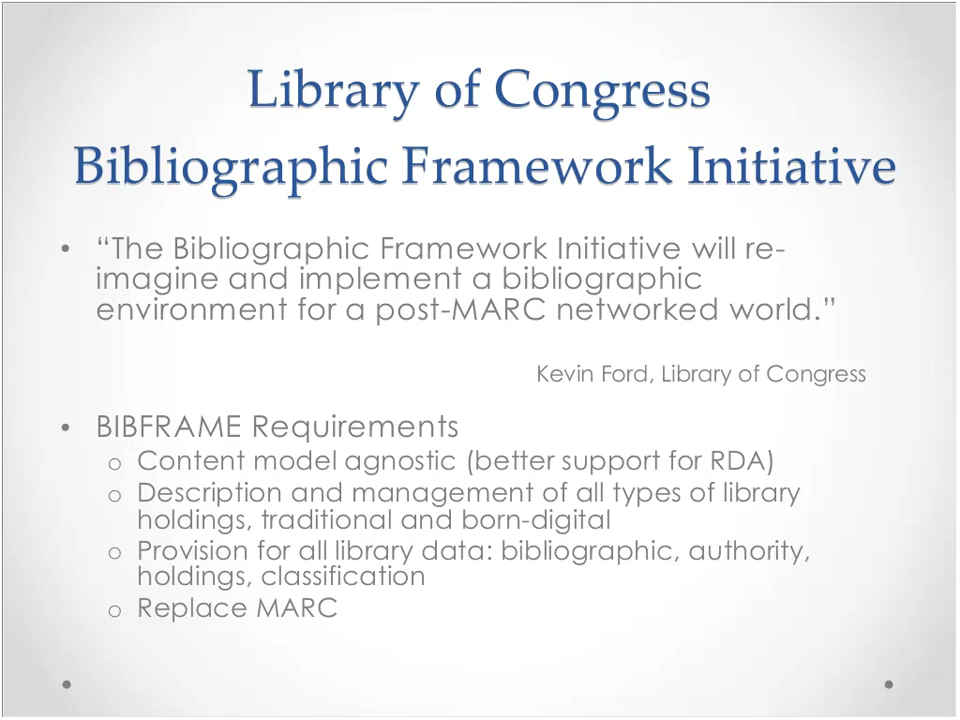 Library of Congress
Bibliographic Framework Initiative
• “The Bibliographic Framework Initiative will re-
imagine and implement a bibliographic
environment for a post-MARC networked world.”
Kevin Ford, Library of Congress
• BIBFRAME Requirements
o Content model agnostic (better support for RDA)
o Description and management of all types of library
holdings, traditional and born-digital
o Provision for all library data: bibliographic, authority,
holdings, classification
o Replace MARC